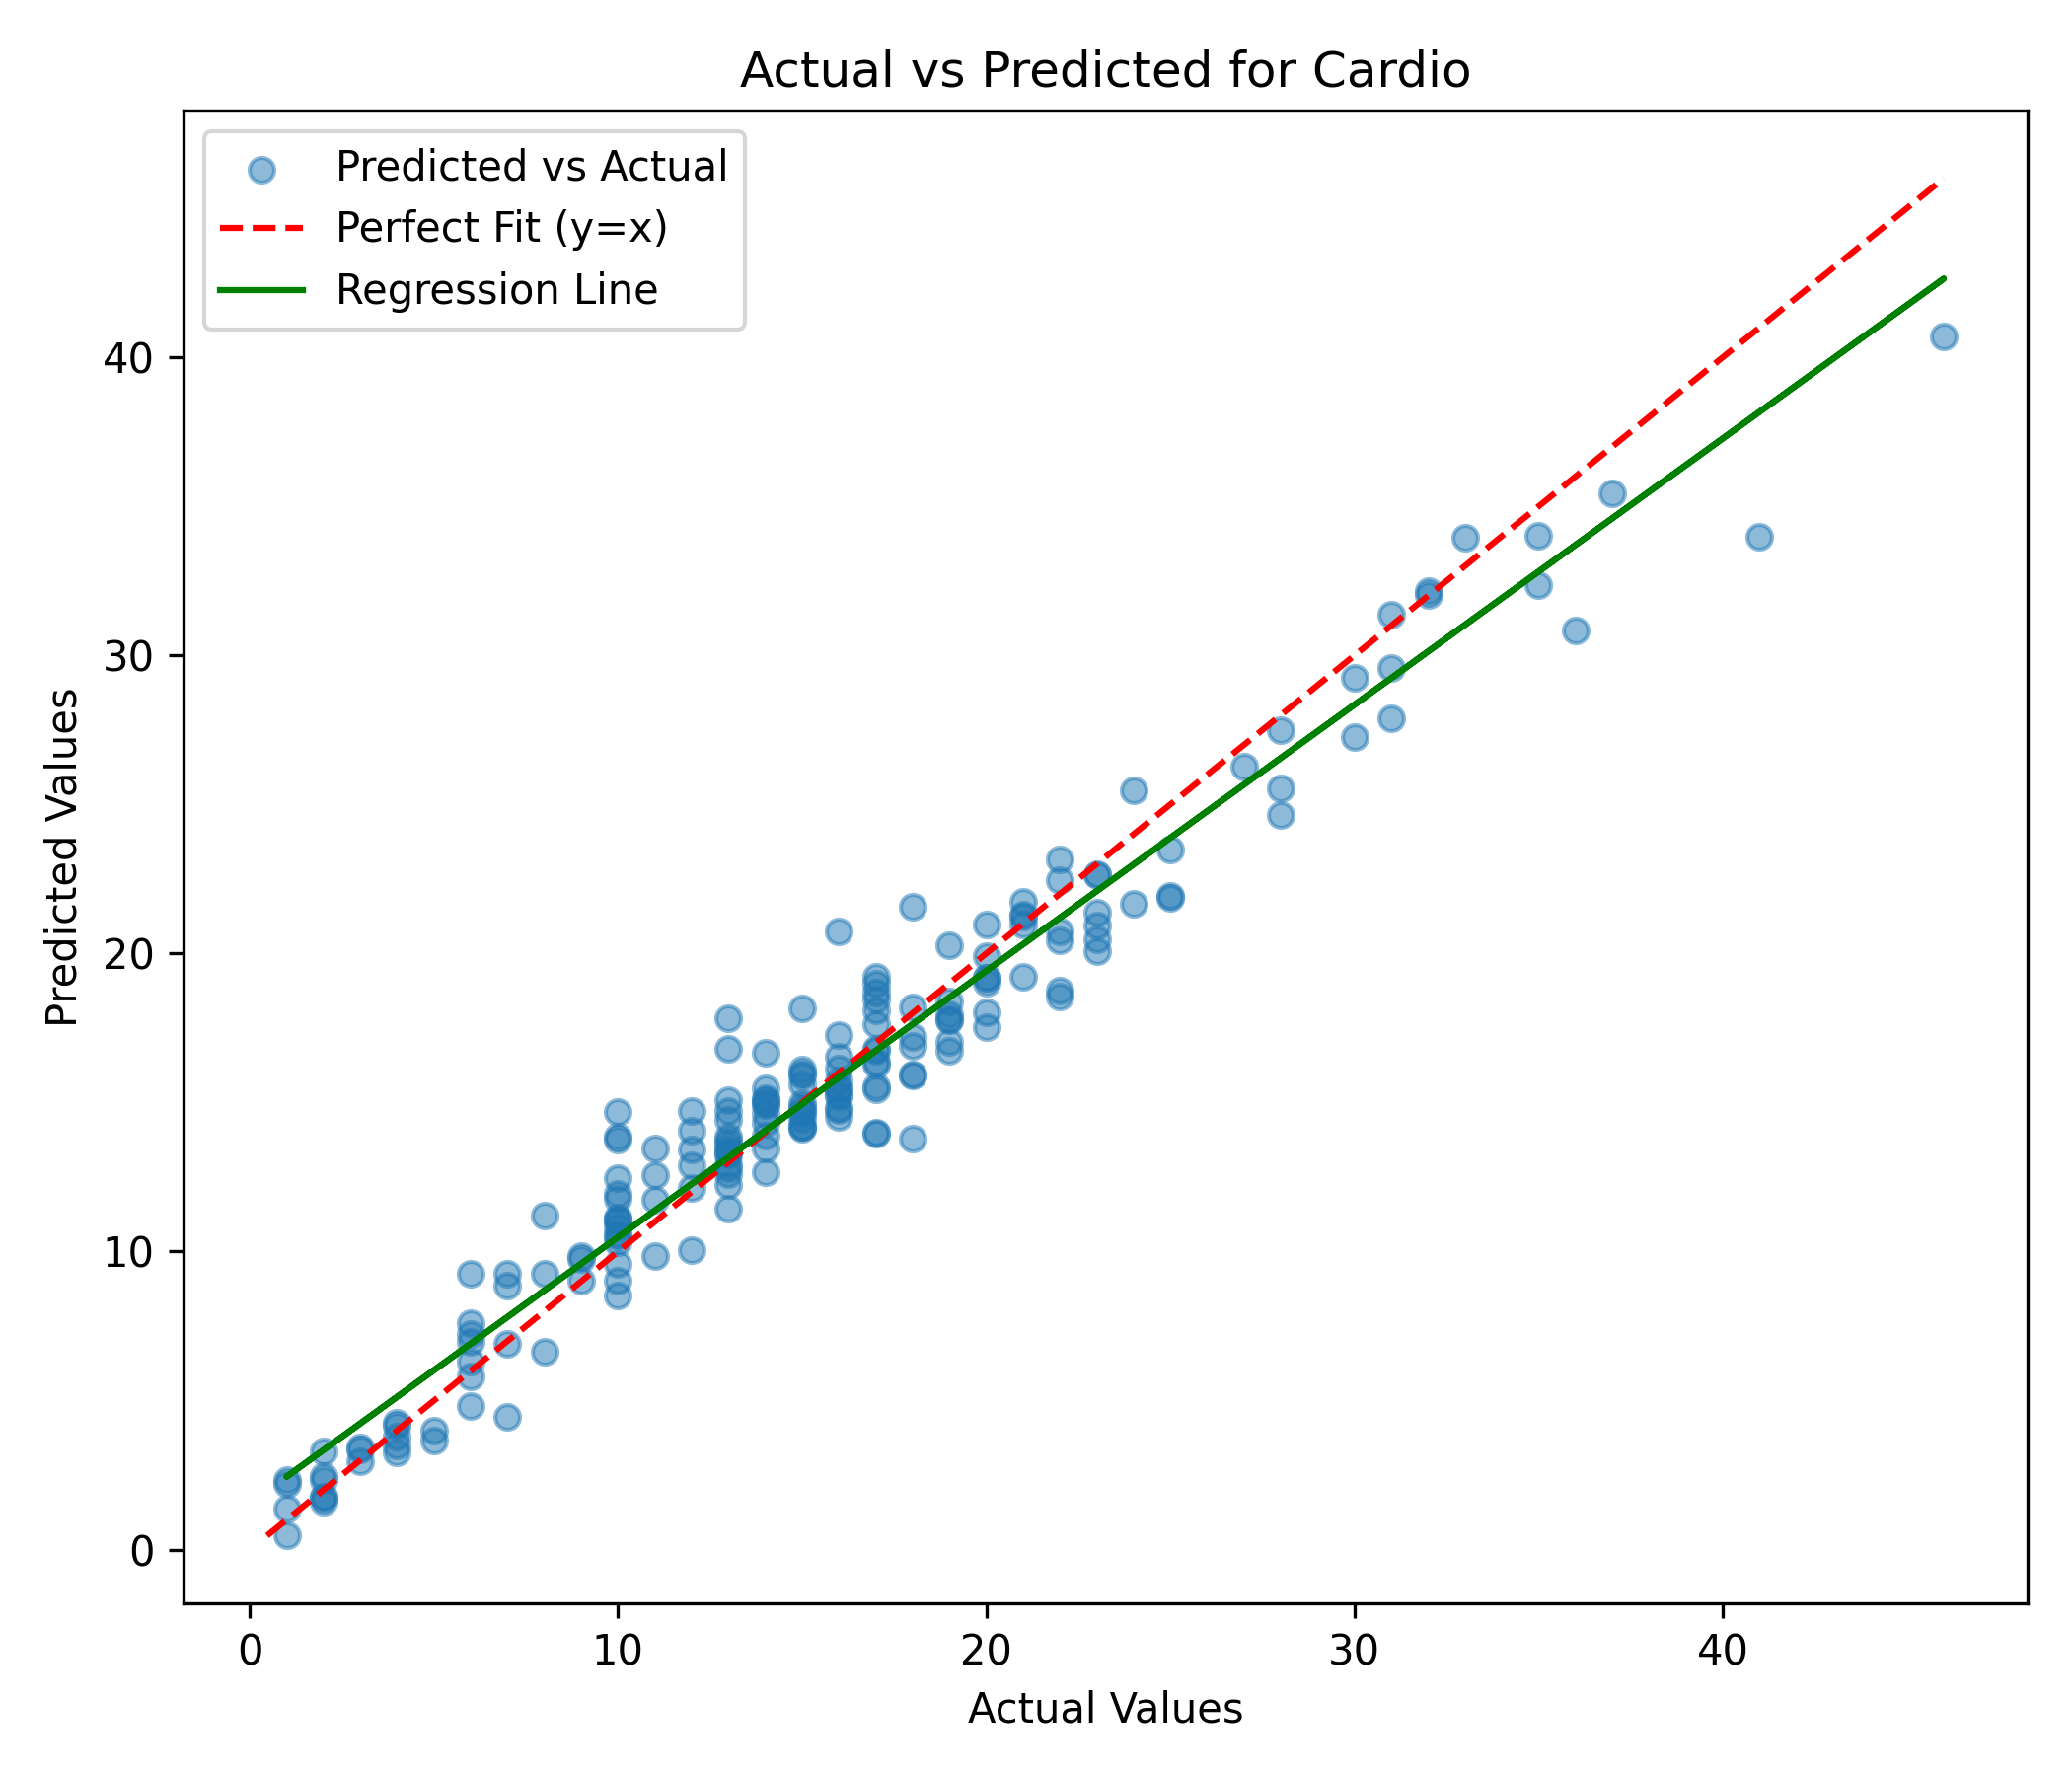 Actual vs Predicted for Cardio
Predicted vs Actual
Perfect Fit (y=x)
Regression Line
Predicted Values
40
30
20
10
0
0 10 20 30 40
Actual Values